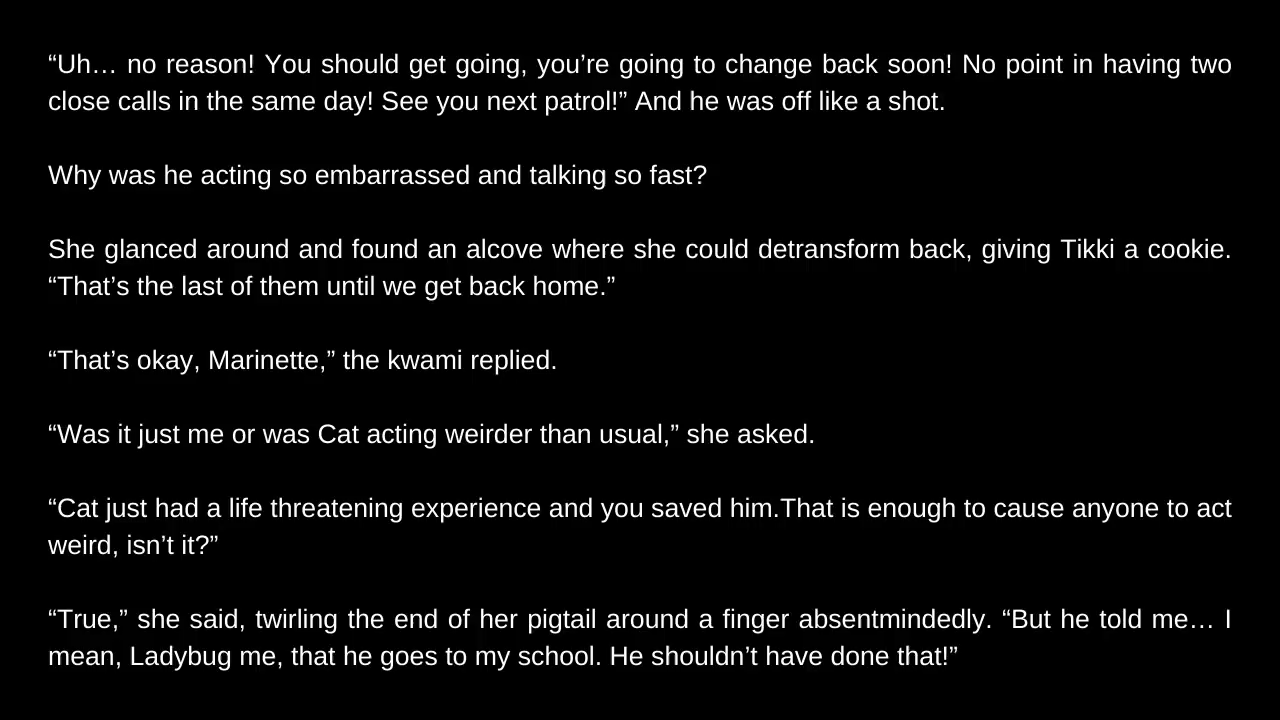 “Uh… no reason! You should get going, you’re going to change back soon! No point in having two
close calls in the same day! See you next patrol!” And he was off like a shot.
Why was he acting so embarrassed and talking so fast?
She glanced around and found an alcove where she could detransform back, giving Tikki a cookie.
“That’s the last of them until we get back home.”
“That’s okay, Marinette,” the kwami replied.
“Was it just me or was Cat acting weirder than usual,” she asked.
“Cat just had a life threatening experience and you saved him.That is enough to cause anyone to act
weird, isn’t it?”
“True,” she said, twirling the end of her pigtail around a finger absentmindedly. “But he told me… I
mean, Ladybug me, that he goes to my school. He shouldn’t have done that!”